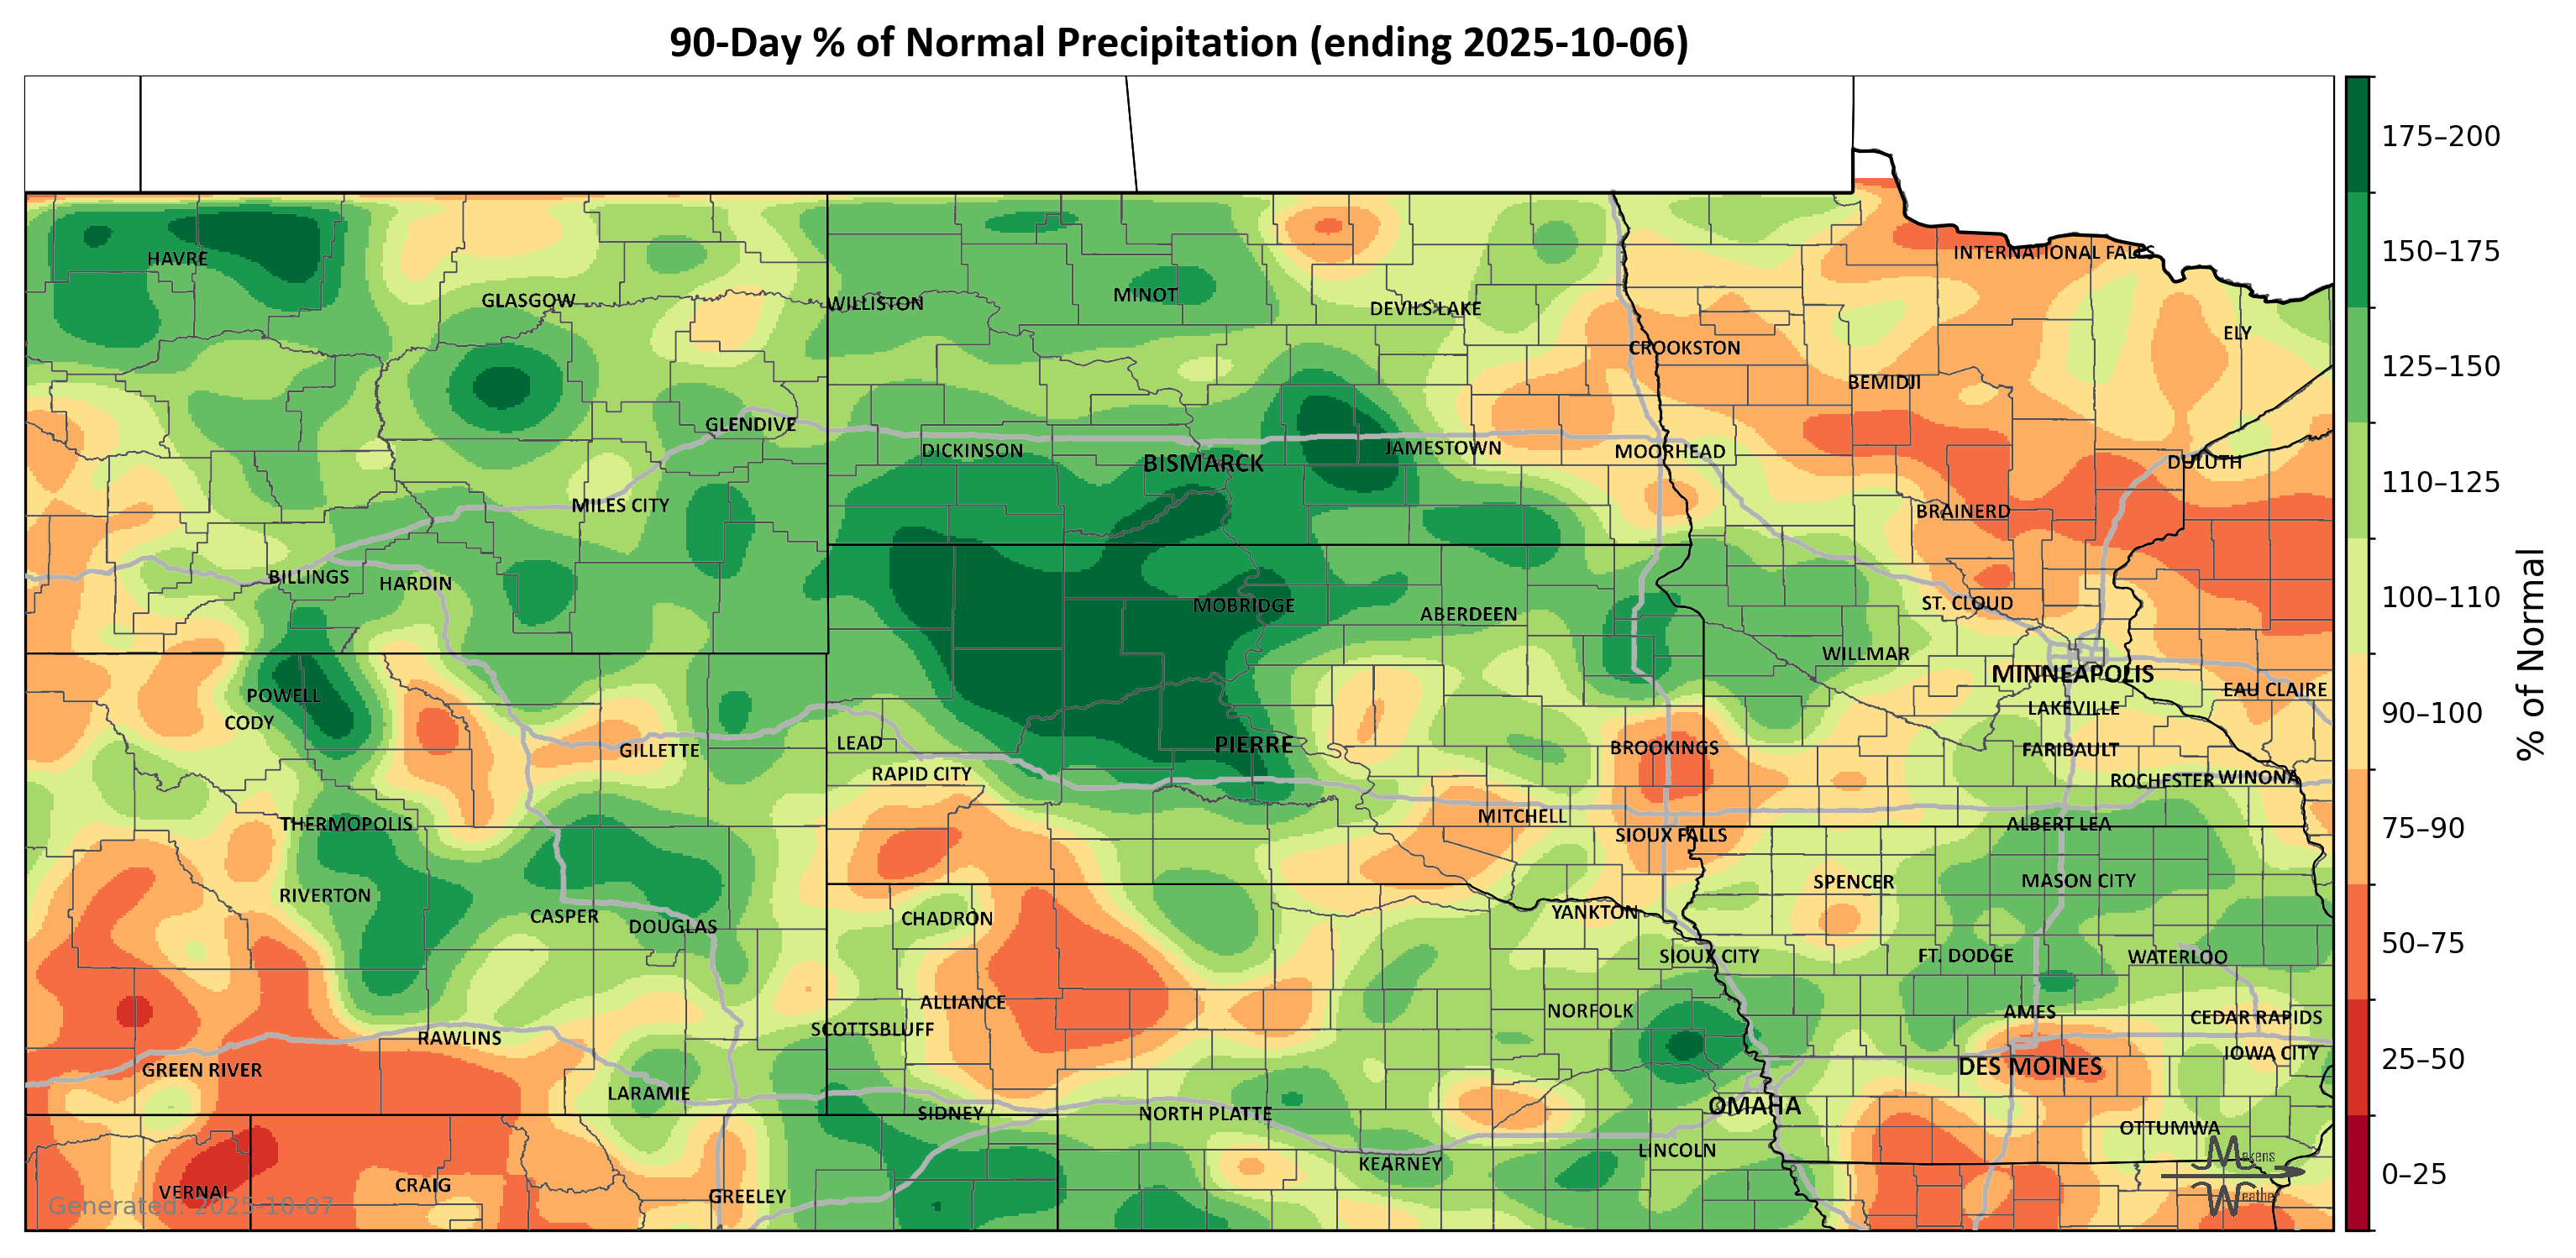 90-Day % of Normal Precipitation (ending 2025-10-06)
175–200
150–175
125–150
110–125
100–110
90–100
75–90
50–75
25–50
0–25
% of Normal
HAVRE
INTERNATIONAL FALLS
GLASGOW
WILLISTON
MINOT
DEVILS LAKE
ELY
CROOKSTON
BEMIDJI
GLENDIVE
DICKINSON
BISMARCK
JAMESTOWN
MOORHEAD
DULUTH
MILES CITY
BRAINERD
BILLINGS
HARDIN
MOBRIDGE
ABERDEEN
ST. CLOUD
WILLMAR
MINNEAPOLIS
POWELL
CODY
EAU CLAIRE
LAKEVILLE
GILLETTE
LEAD
PIERRE
BROOKINGS
FARIBAULT
RAPID CITY
ROCHESTER
WINONA
THERMOPOLIS
MITCHELL
SIOUX FALLS
ALBERT LEA
RIVERTON
SPENCER
MASON CITY
CASPER
DOUGLAS
CHADRON
YANKTON
SIOUX CITY
FT. DODGE
WATERLOO
ALLIANCE
NORFOLK
AMES
CEDAR RAPIDS
SCOTTSBLUFF
RAWLINS
IOWA CITY
GREEN RIVER
DES MOINES
LARAMIE
SIDNEY
NORTH PLATTE
OMAHA
OTTUMWA
LINCOLN
KEARNEY
VERNAL
CRAIG
GREELEY
Generated: 2025-10-07
Makens
Weather